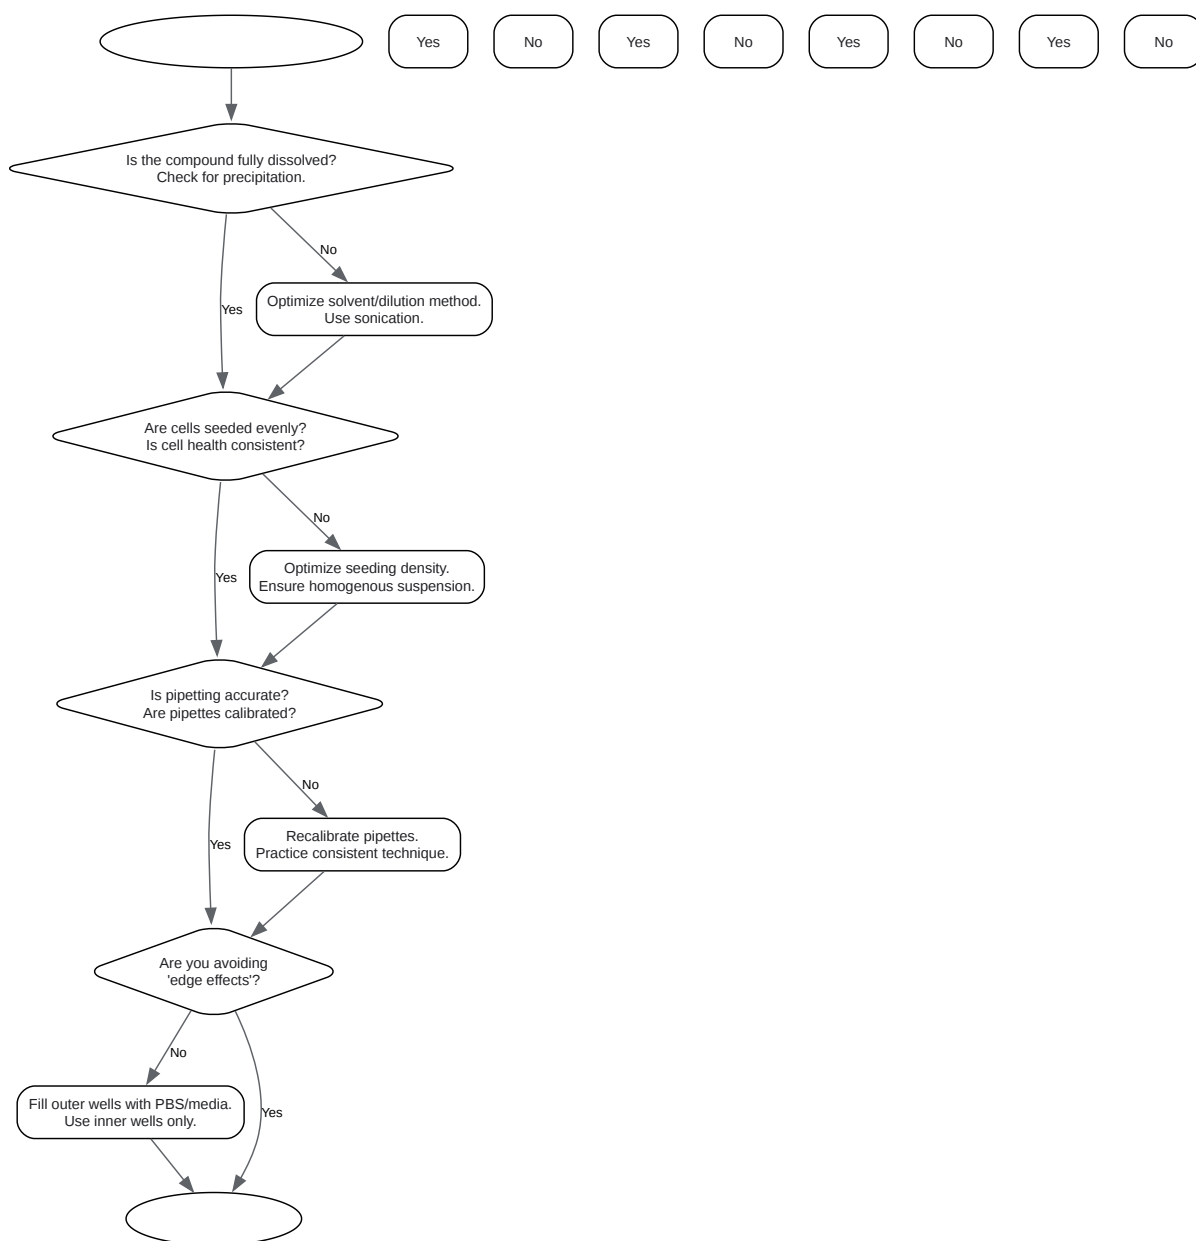 Yes
No
Yes
No
Yes
No
Yes
No
Is the compound fully dissolved?
Check for precipitation.
No
Optimize solvent/dilution method.
Use sonication.
Yes
Are cells seeded evenly?
Is cell health consistent?
No
Optimize seeding density.
Ensure homogenous suspension.
Yes
Is pipetting accurate?
Are pipettes calibrated?
No
Recalibrate pipettes.
Practice consistent technique.
Yes
Are you avoiding
'edge effects'?
No
Fill outer wells with PBS/media.
Use inner wells only.
Yes